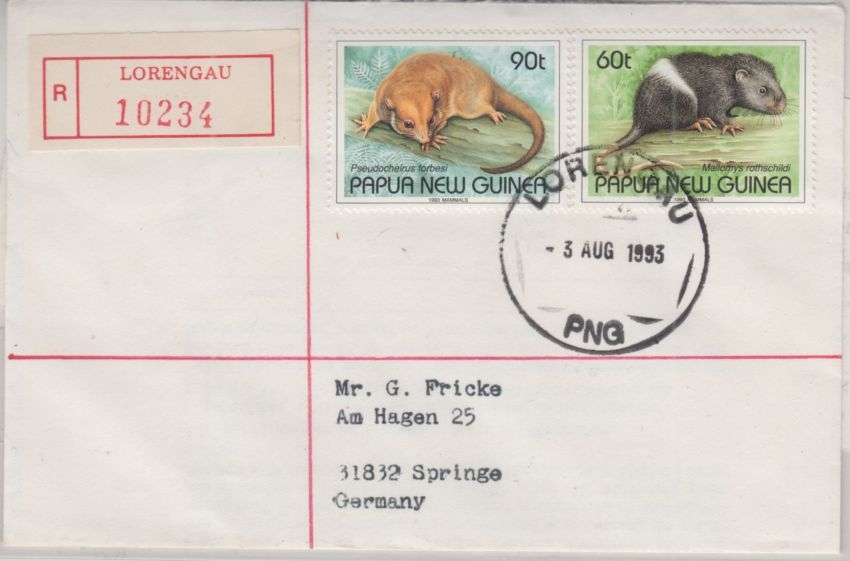 R
LORENGAU
10234
90t
Pseudocheirus forbesi
PAPUA NEW GUINEA
1993 MAMMALS
60t
Mallomys rothschildi
PAPUA NEW GUINEA
1993 MAMMALS
LORENGAU
- 3 AUG 1993
PNG
Mr. G. Fricke
Am Hagen 25
31832 Springe
Germany